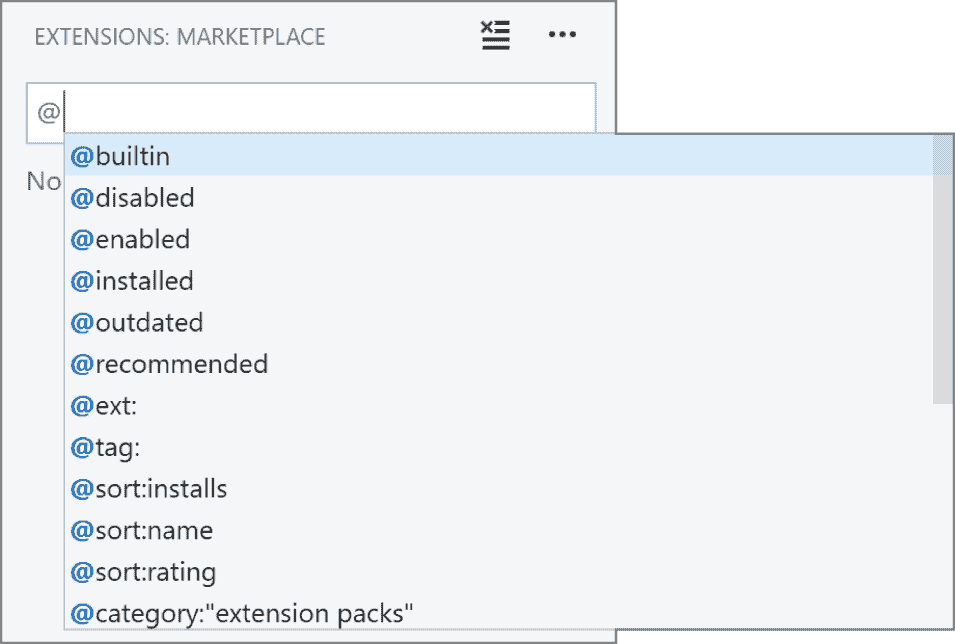 EXTENSIONS: MARKETPLACE
@
@builtin
No
@disabled
@enabled
@installed
@outdated
@recommended
@ext:
@tag:
@sort:installs
@sort:name
@sort:rating
@category:"extension packs"